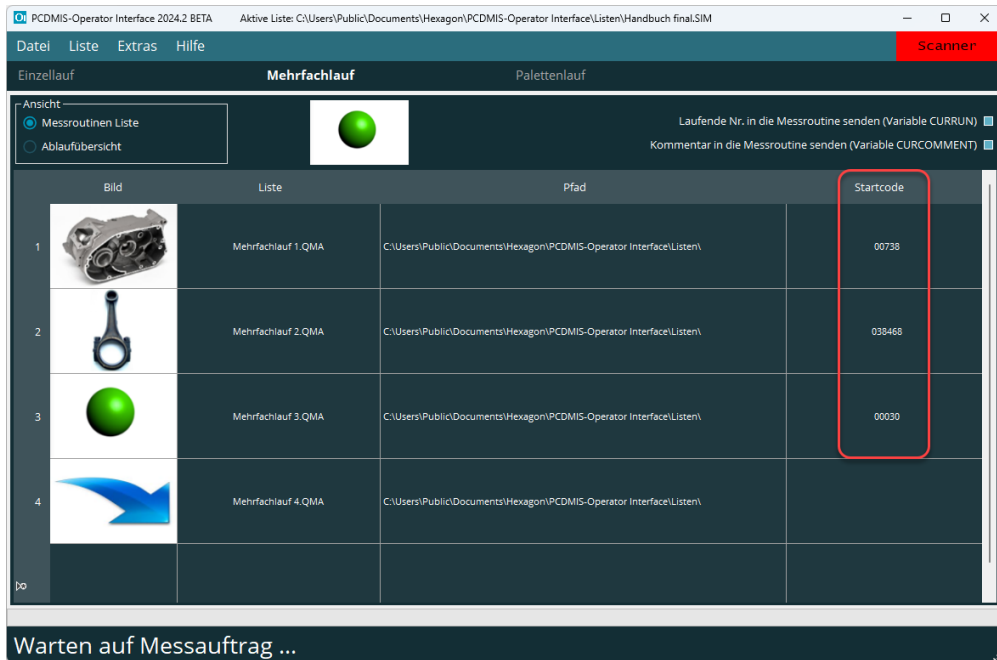 PCDMIS-Operator Interface 2024.2 BETA Aktive Liste: C:\Users\Public\Documents\Hexagon\PCDMIS-Operator Interface\Listen\Handbuch final.SIM
Datei Liste Extras Hilfe Scanner
Einzellauf Mehrfachlauf Palettenlauf
Ansicht
Messroutinen Liste
Ablaufübersicht
Laufende Nr. in die Messroutine senden (Variable CURRUN)
Kommentar in die Messroutine senden (Variable CURCOMMENT)
Bild Liste Pfad Startcode
1 Mehrfachlauf 1.QMA C:\Users\Public\Documents\Hexagon\PCDMIS-Operator Interface\Listen\ 00738
2 Mehrfachlauf 2.QMA C:\Users\Public\Documents\Hexagon\PCDMIS-Operator Interface\Listen\ 038468
3 Mehrfachlauf 3.QMA C:\Users\Public\Documents\Hexagon\PCDMIS-Operator Interface\Listen\ 00030
4 Mehrfachlauf 4.QMA C:\Users\Public\Documents\Hexagon\PCDMIS-Operator Interface\Listen\
Warten auf Messauftrag ...